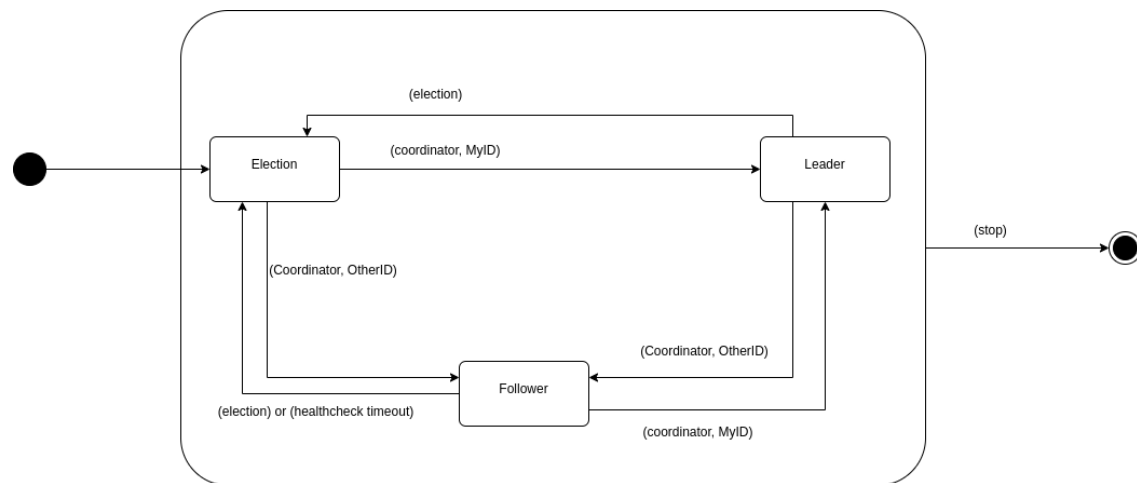 (election)
Election
(coordinator, MyID)
Leader
(stop)
(Coordinator, OtherID)
(Coordinator, OtherID)
Follower
(election) or (healthcheck timeout)
(coordinator, MyID)